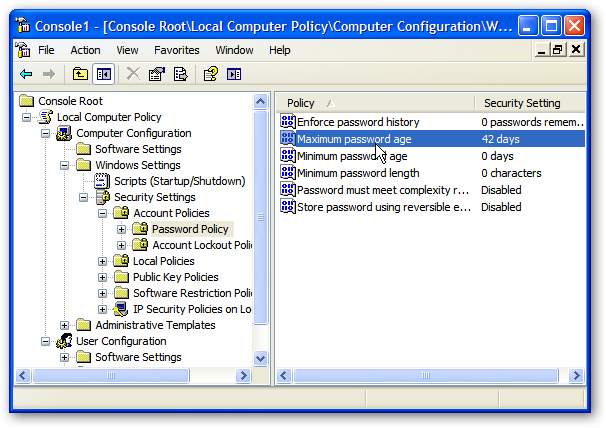 Console1 - [Console Root\Local Computer Policy\Computer Configuration\W...
File Action View Favorites Window Help
Console Root
Local Computer Policy
Computer Configuration
Software Settings
Windows Settings
Scripts (Startup/Shutdown)
Security Settings
Account Policies
Password Policy
Account Lockout Poli
Local Policies
Public Key Policies
Software Restriction Poli
IP Security Policies on Lo
Administrative Templates
User Configuration
Software Settings
Policy Security Setting
Enforce password history 0 passwords remem...
Maximum password age 42 days
Minimum password age 0 days
Minimum password length 0 characters
Password must meet complexity r... Disabled
Store password using reversible e... Disabled